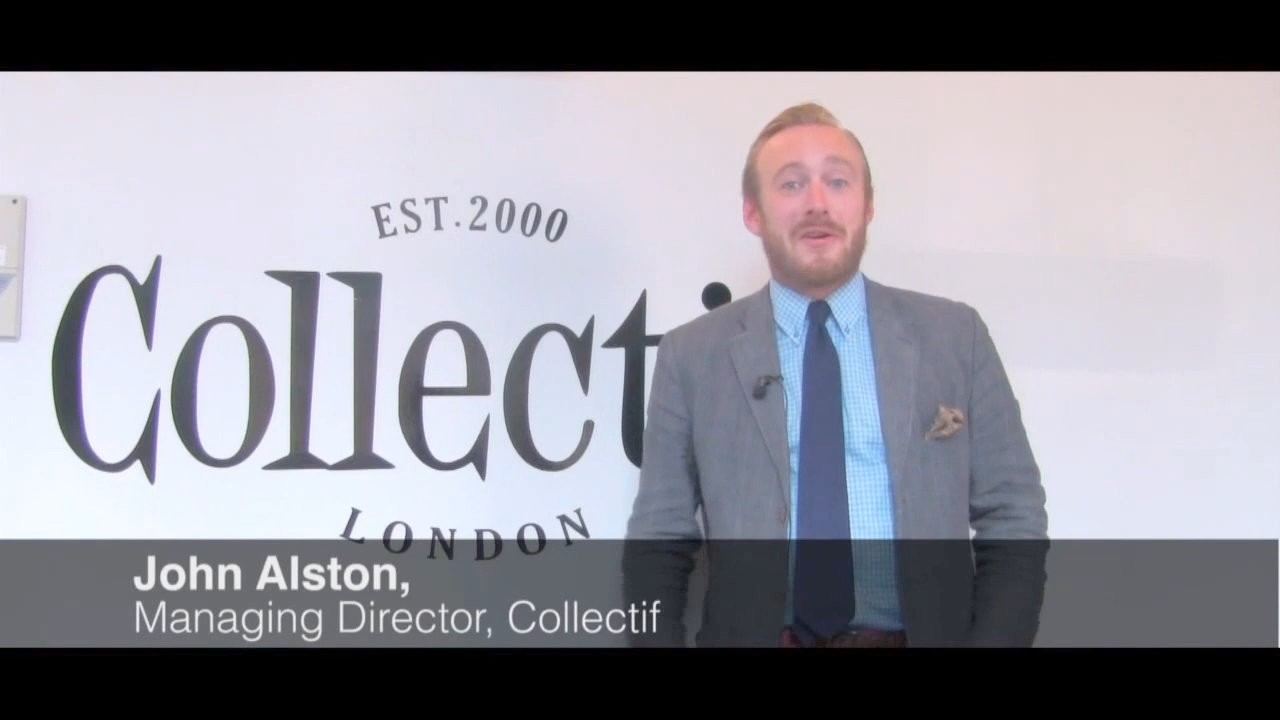 EST.2000
Collecti
LONDON
John Alston,
Managing Director, Collectif